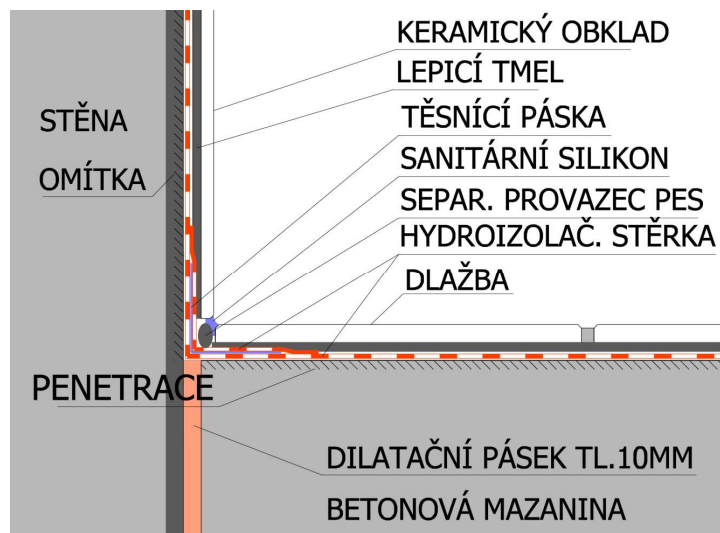 KERAMICKÝ OBKLAD
LEPICÍ TMEL
STĚNA
TĚSNÍCÍ PÁSKA
SANITÁRNÍ SILIKON
OMÍTKA
SEPAR. PROVAZEC PES
HYDROIZOLAČ. STĚRKA
DLAŽBA
PENETRACE
DILATAČNÍ PÁSEK TL.10MM
BETONOVÁ MAZANINA